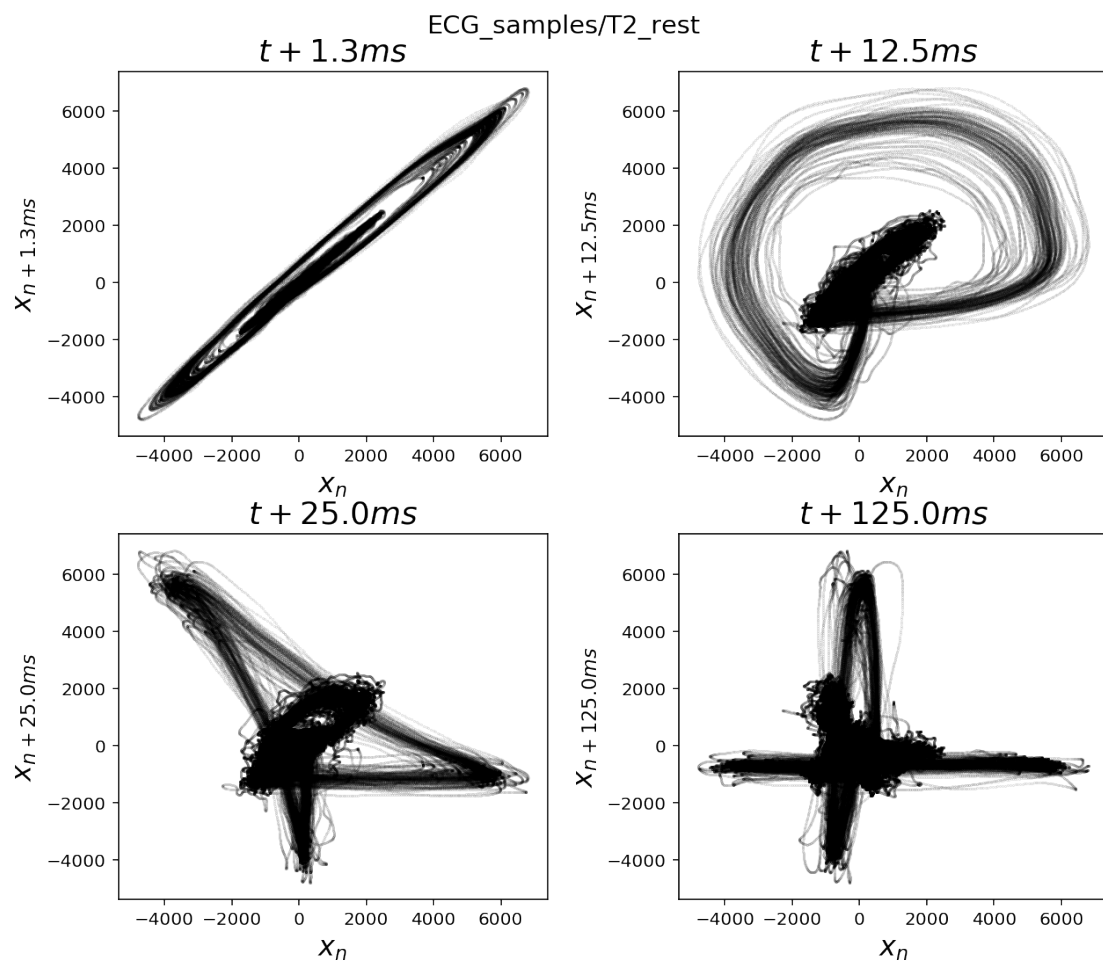 ECG_samples/T2_rest
t + 1.3ms
t + 12.5ms
6000
4000
2000
0
−2000
−4000
x_{n + 1.3ms}
−4000 −2000 0 2000 4000 6000
x_n
6000
4000
2000
0
−2000
−4000
x_{n + 12.5ms}
−4000 −2000 0 2000 4000 6000
x_n
t + 25.0ms
t + 125.0ms
6000
4000
2000
0
−2000
−4000
x_{n + 25.0ms}
−4000 −2000 0 2000 4000 6000
x_n
6000
4000
2000
0
−2000
−4000
x_{n + 125.0ms}
−4000 −2000 0 2000 4000 6000
x_n